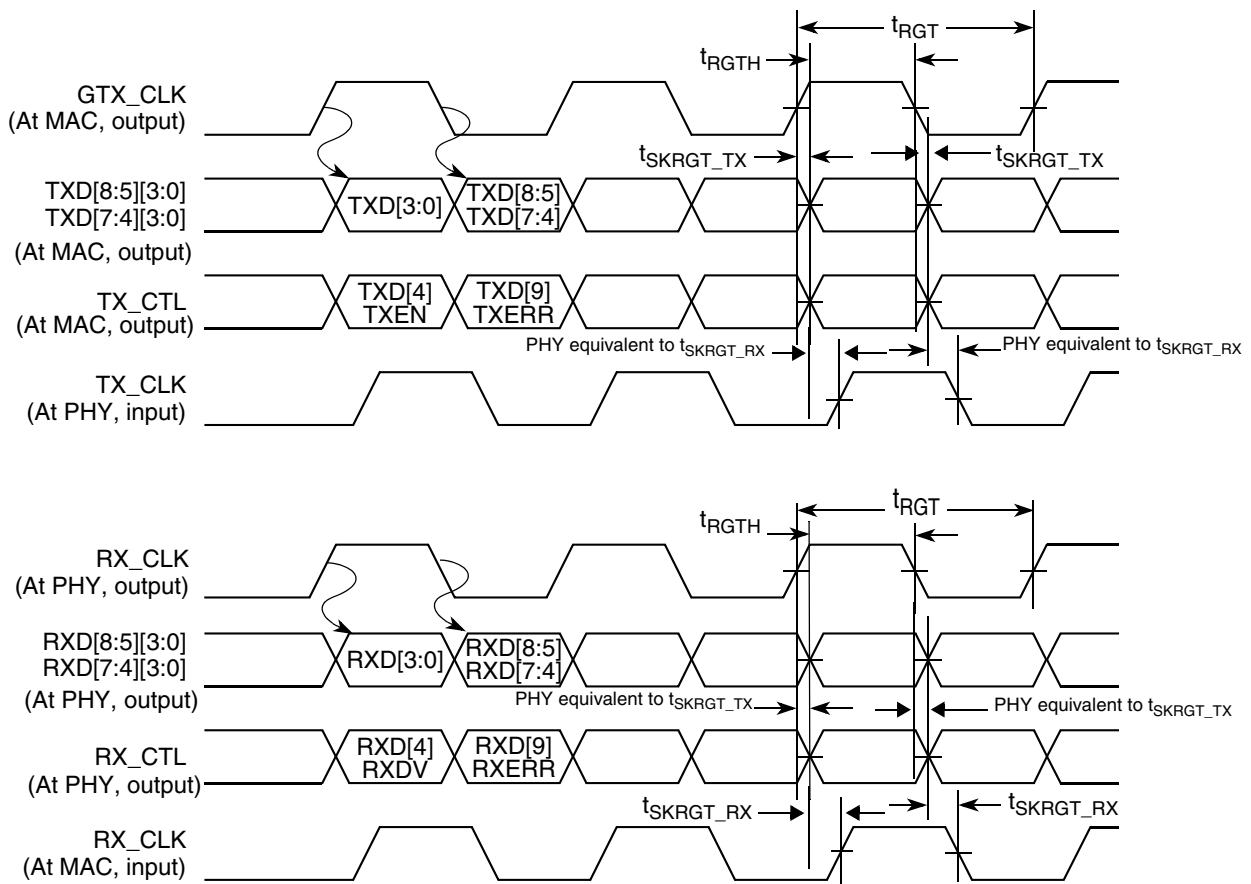 tRGT
tRGTH
GTX_CLK
(At MAC, output)
tSKRGT_TX
tSKRGT_TX
TXD[8:5][3:0]
TXD[7:4][3:0]
(At MAC, output)
TXD[3:0]
TXD[8:5]
TXD[7:4]
TX_CTL
(At MAC, output)
TXD[4]
TXEN
TXD[9]
TXERR
PHY equivalent to tSKRGT_RX
PHY equivalent to tSKRGT_RX
TX_CLK
(At PHY, input)
tRGT
tRGTH
RX_CLK
(At PHY, output)
RXD[8:5][3:0]
RXD[7:4][3:0]
(At PHY, output)
RXD[3:0]
RXD[8:5]
RXD[7:4]
PHY equivalent to tSKRGT_TX
PHY equivalent to tSKRGT_TX
RX_CTL
(At PHY, output)
RXD[4]
RXDV
RXD[9]
RXERR
tSKRGT_RX
tSKRGT_RX
RX_CLK
(At MAC, input)